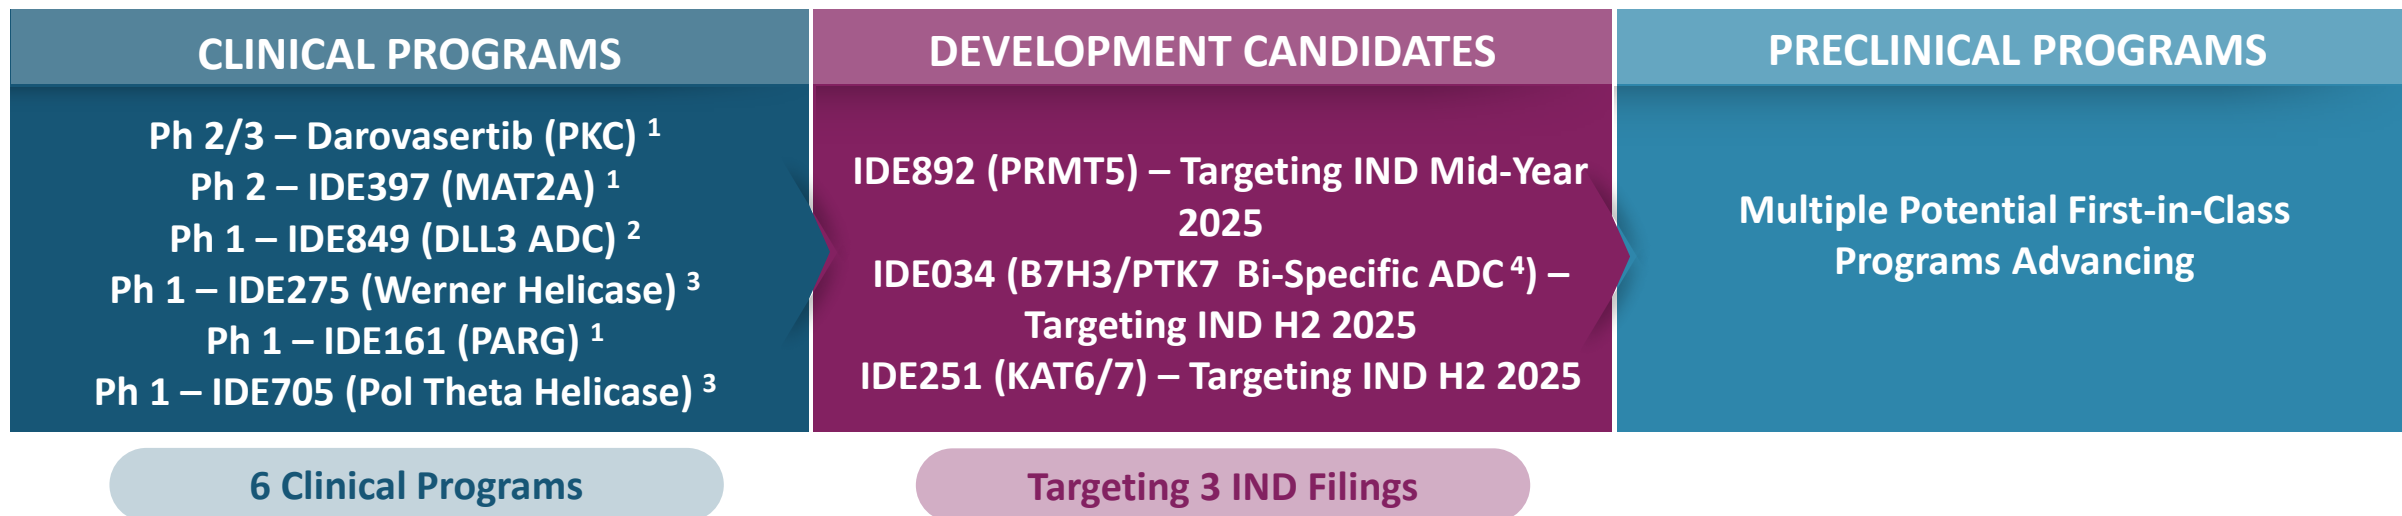 CLINICAL PROGRAMS
Ph 2/3 – Darovasertib (PKC) 1
Ph 2 – IDE397 (MAT2A) 1
Ph 1 – IDE849 (DLL3 ADC) 2
Ph 1 – IDE275 (Werner Helicase) 3
Ph 1 – IDE161 (PARG) 1
Ph 1 – IDE705 (Pol Theta Helicase) 3
6 Clinical Programs
DEVELOPMENT CANDIDATES
IDE892 (PRMT5) – Targeting IND Mid-Year
2025
IDE034 (B7H3/PTK7 Bi-Specific ADC 4) –
Targeting IND H2 2025
IDE251 (KAT6/7) – Targeting IND H2 2025
Targeting 3 IND Filings
PRECLINICAL PROGRAMS
Multiple Potential First-in-Class
Programs Advancing